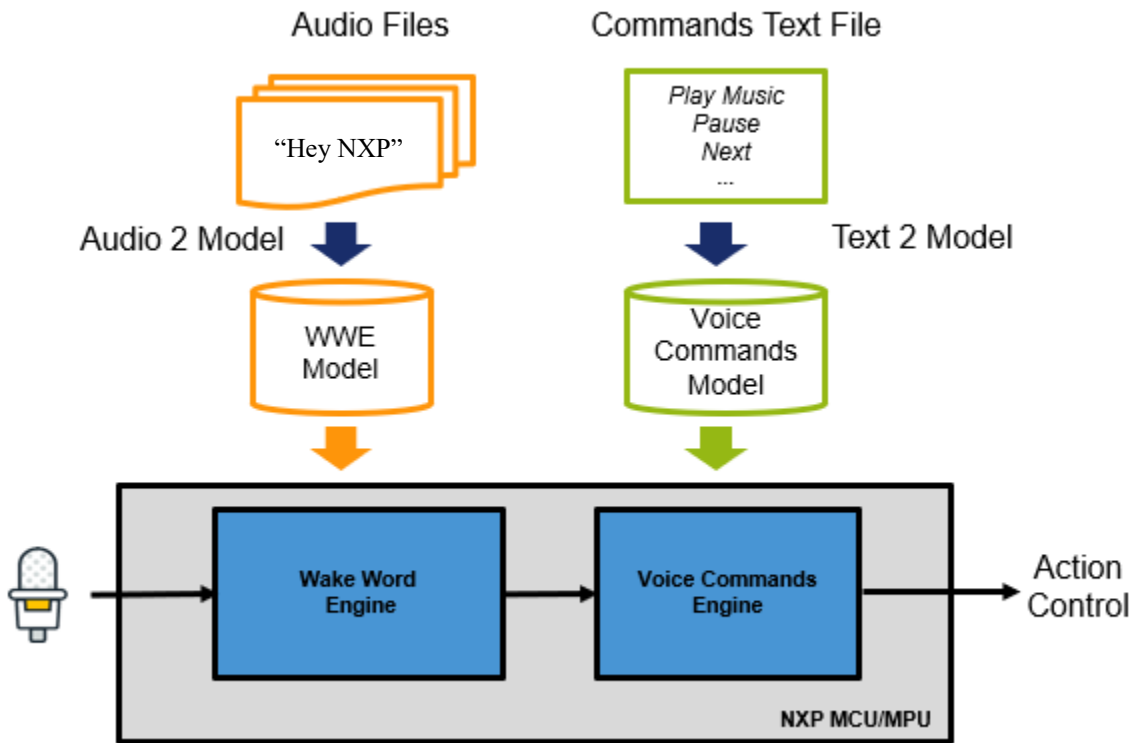 Audio Files
Commands Text File
“Hey NXP”
Play Music
Pause
Next
...
Audio 2 Model
Text 2 Model
WWE
Model
Voice
Commands
Model
Wake Word
Engine
Voice Commands
Engine
Action
Control
NXP MCU/MPU